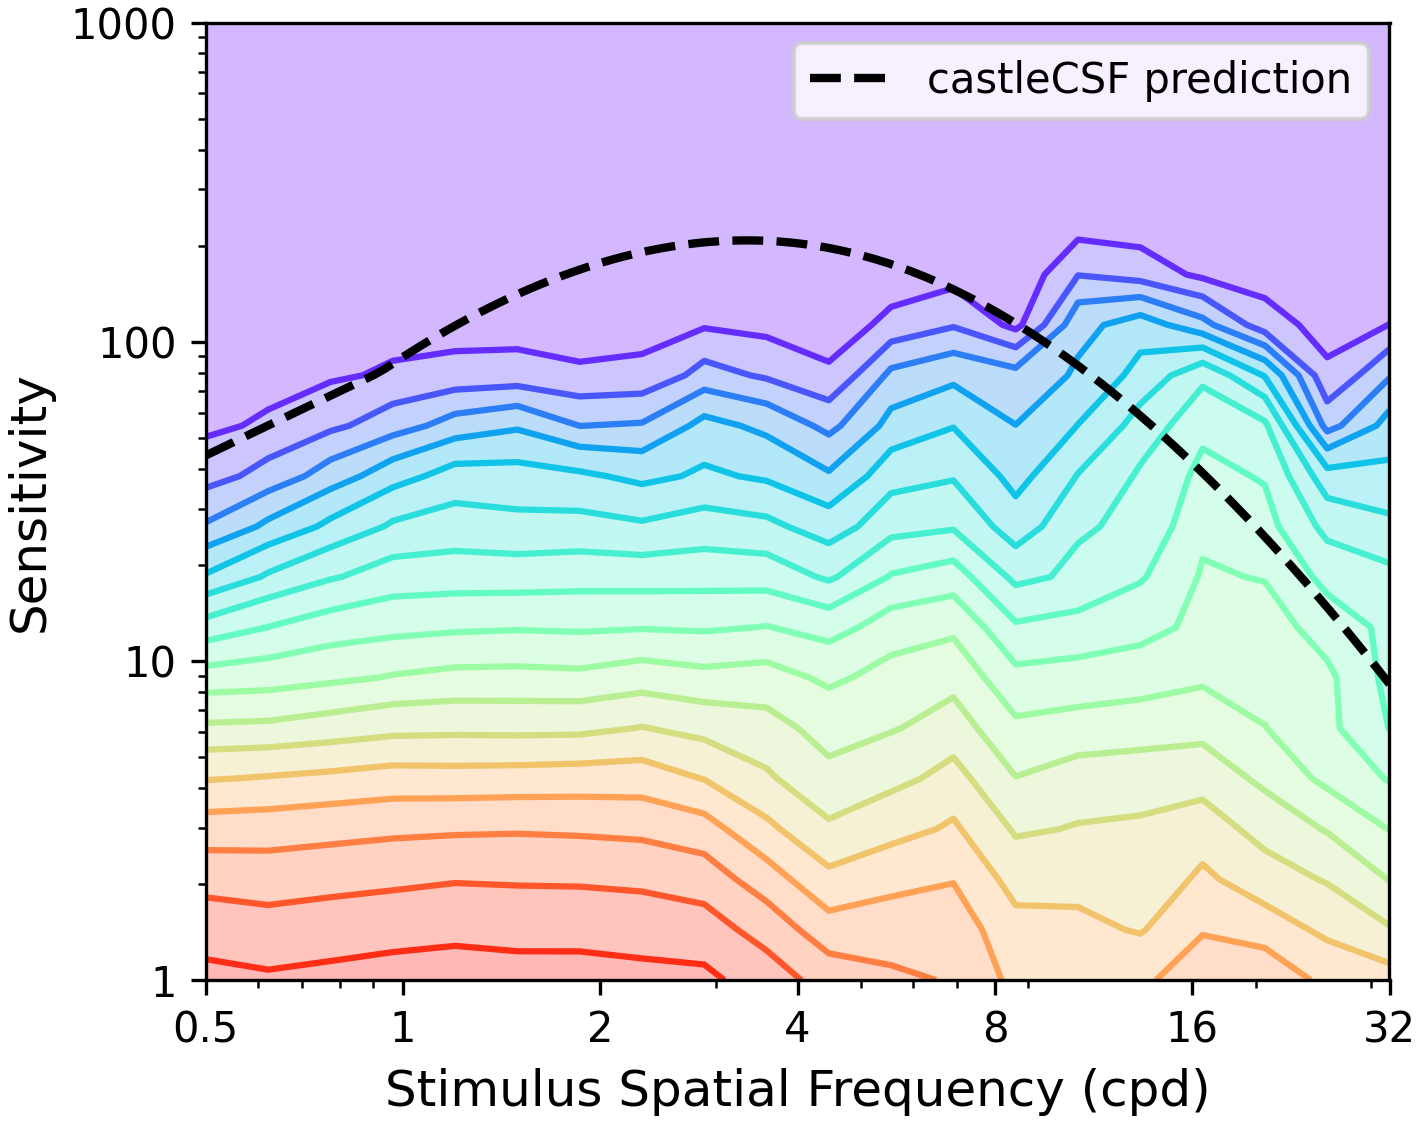 1000
100
10
1
Sensitivity
castleCSF prediction
0.5 1 2 4 8 16 32
Stimulus Spatial Frequency (cpd)